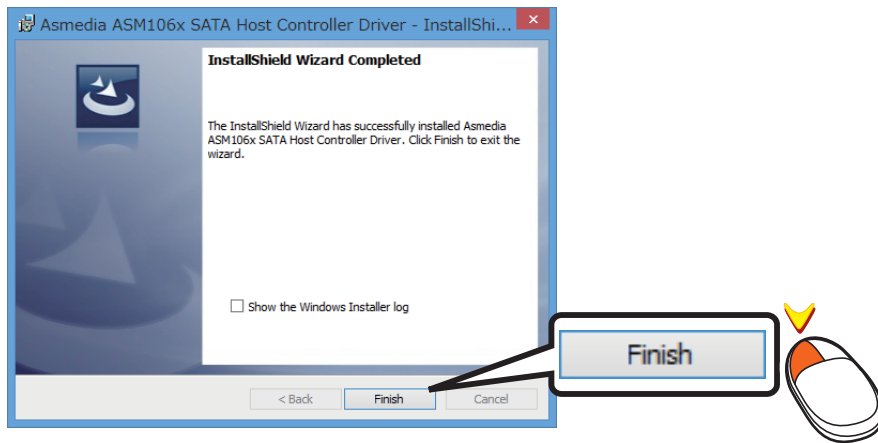 Asmedia ASM106x SATA Host Controller Driver - InstallShi...
InstallShield Wizard Completed
The InstallShield Wizard has successfully installed Asmedia
ASM106x SATA Host Controller Driver. Click Finish to exit the
wizard.
Show the Windows Installer log
< Back Finish Cancel
Finish